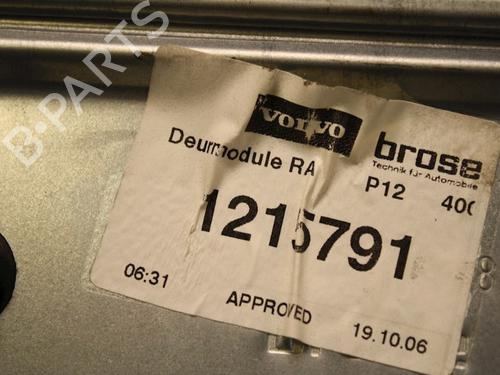 B-PARTS
VOLVO
brose
Technik für Automobile
Deurmodule RA
P12 400
1215791
06:31
APPROVED
19.10.06